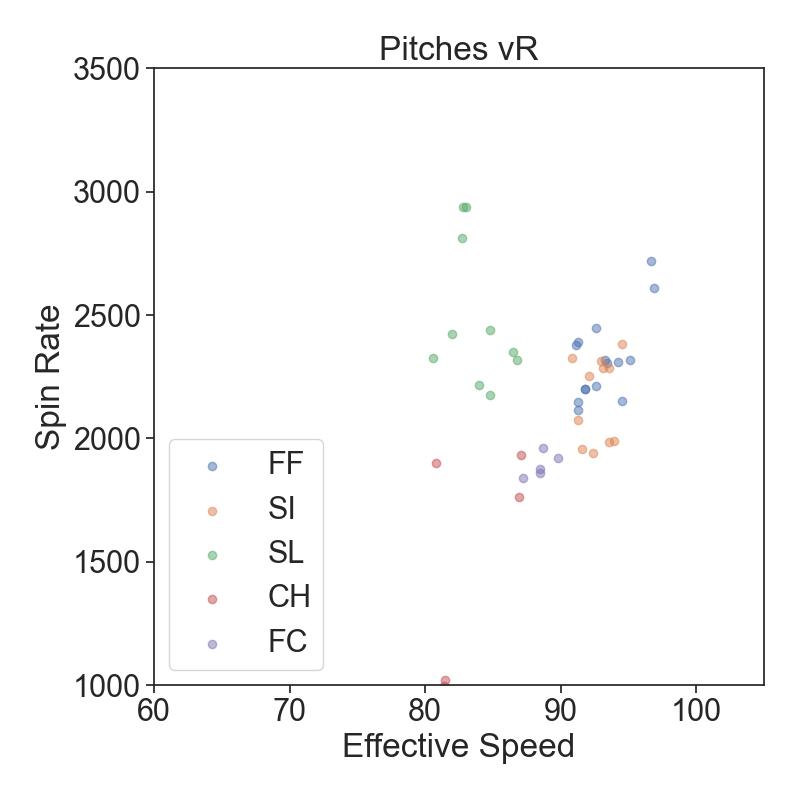 Pitches vR
3500
3000
2500
2000
1500
1000
Spin Rate
FF
SI
SL
CH
FC
60 70 80 90 100
Effective Speed